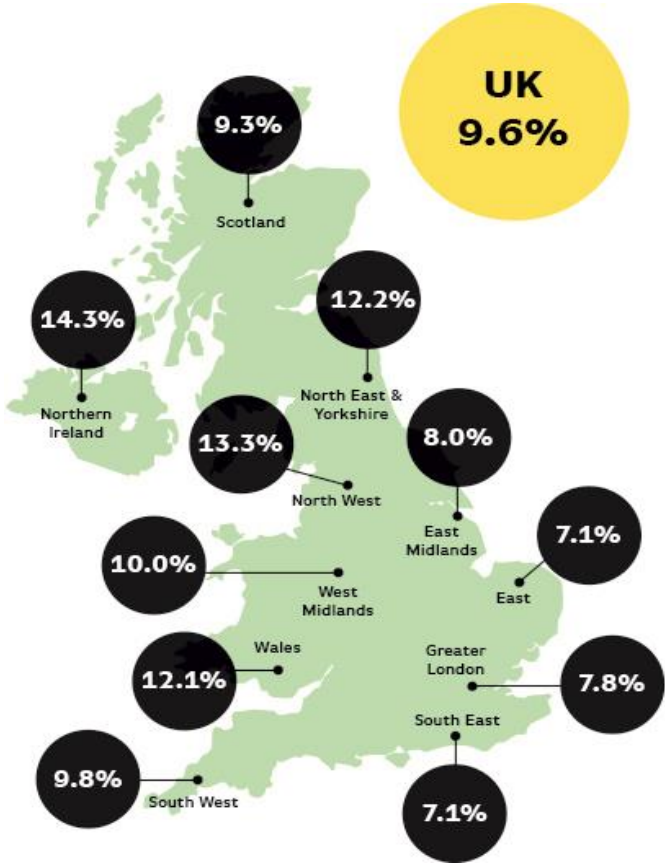 UK
9.6%
9.3%
Scotland
12.2%
North East &
Yorkshire
14.3%
Northern
Ireland
13.3%
North West
8.0%
East
Midlands
7.1%
East
10.0%
West
Midlands
Wales
12.1%
Greater
London
7.8%
South East
7.1%
9.8%
South West